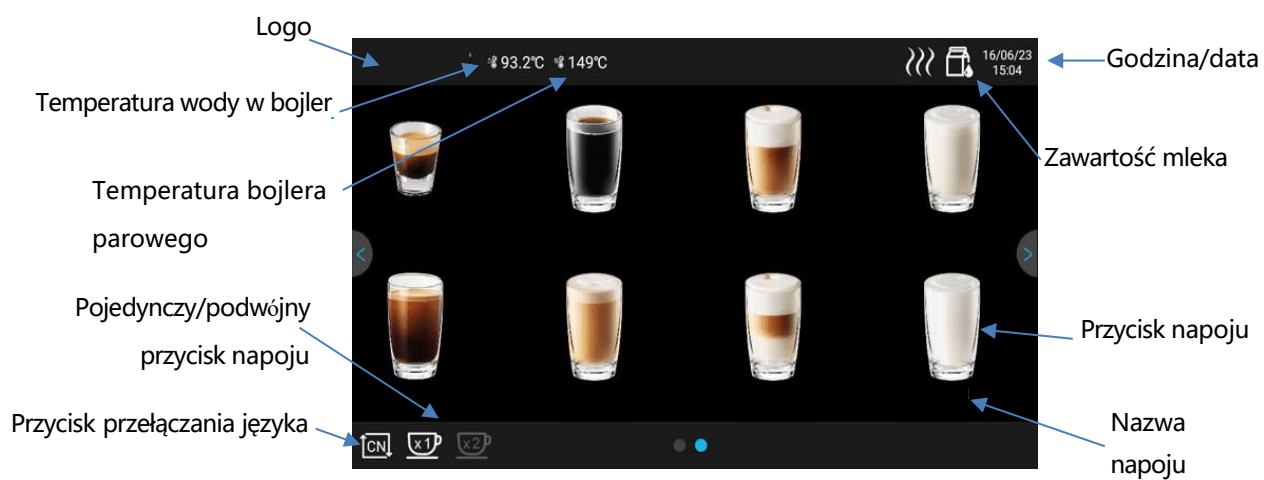 Logo
93.2℃ 149℃
16/06/23
15:04
Godzina/data
Temperatura wody w bojler
Zawartość mleka
Temperatura bojlera
parowego
<
>
Pojedynczy/podwójny
przycisk napoju
Przycisk napoju
Przycisk przełączania języka
CN x1 x2
Nazwa
napoju